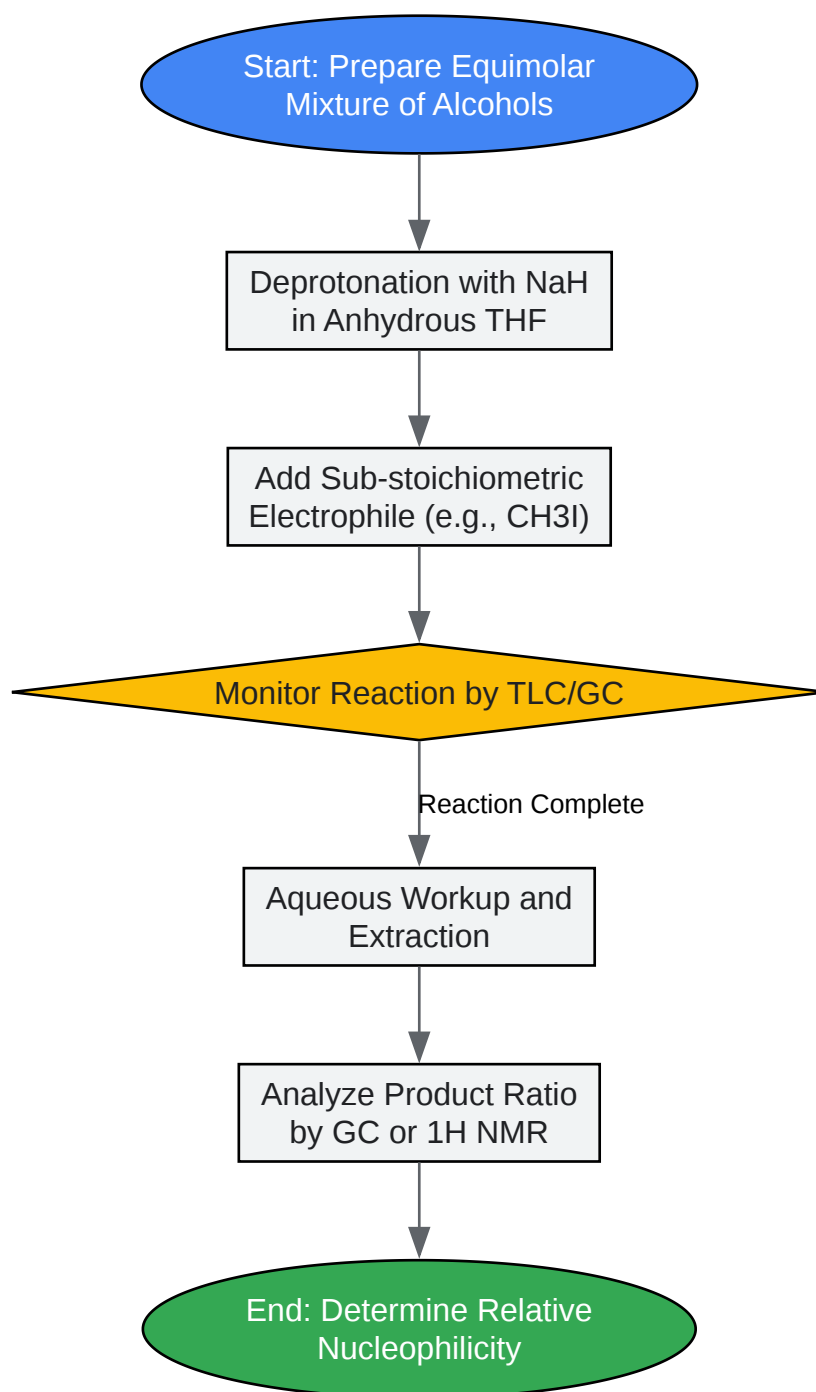 Start: Prepare Equimolar
Mixture of Alcohols
Deprotonation with NaH
in Anhydrous THF
Add Sub-stoichiometric
Electrophile (e.g., CH3I)
Monitor Reaction by TLC/GC
Reaction Complete
Aqueous Workup and
Extraction
Analyze Product Ratio
by GC or 1H NMR
End: Determine Relative
Nucleophilicity